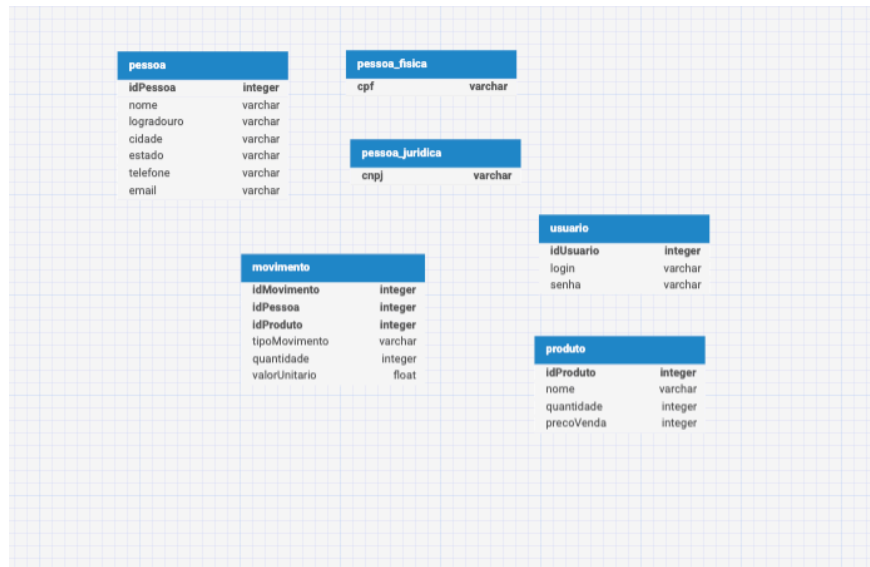 pessoa
idPessoa integer
nome varchar
logradouro varchar
cidade varchar
estado varchar
telefone varchar
email varchar
pessoa_fisica
cpf varchar
pessoa_juridica
cnpj varchar
usuario
idUsuario integer
login varchar
senha varchar
movimento
idMovimento integer
idPessoa integer
idProduto integer
tipoMovimento varchar
quantidade integer
valorUnitario float
produto
idProduto integer
nome varchar
quantidade integer
precoVenda integer